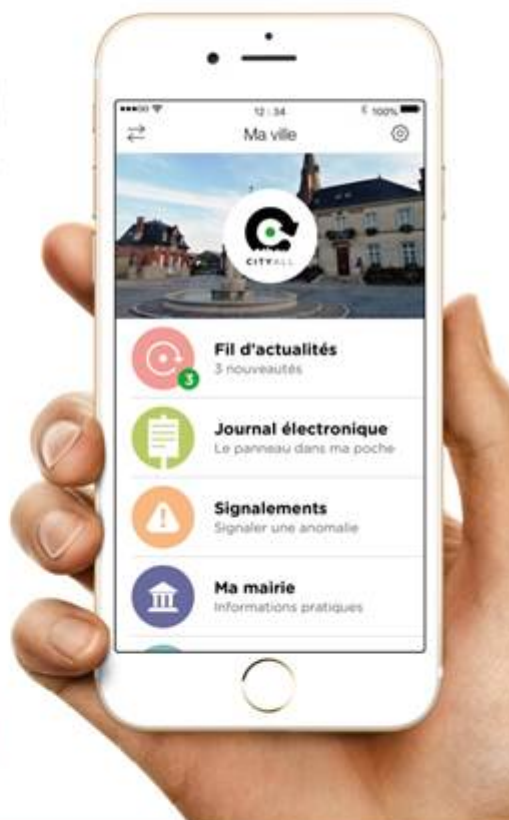 12:34
100%
Ma ville
CITYALL
Fil d'actualités
3 nouveautés
3
Journal électronique
Le panneau dans ma poche
Signalements
Signaler une anomalie
Ma mairie
Informations pratiques